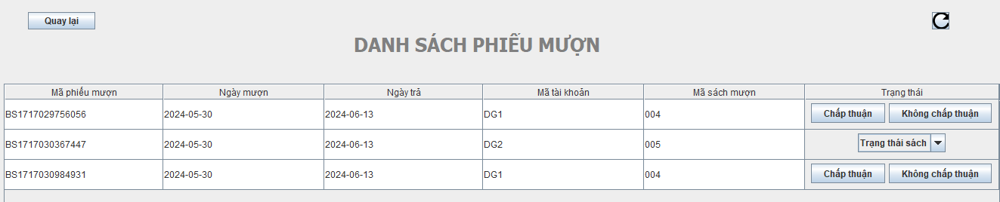 Quay lại
DANH SÁCH PHIẾU MƯỢN
Mã phiếu mượn Ngày mượn Ngày trả Mã tài khoản Mã sách mượn Trạng thái
BS1717029756056 2024-05-30 2024-06-13 DG1 004 Chấp thuận Không chấp thuận
BS1717030367447 2024-05-30 2024-06-13 DG2 005 Trạng thái sách
BS1717030984931 2024-05-30 2024-06-13 DG1 004 Chấp thuận Không chấp thuận